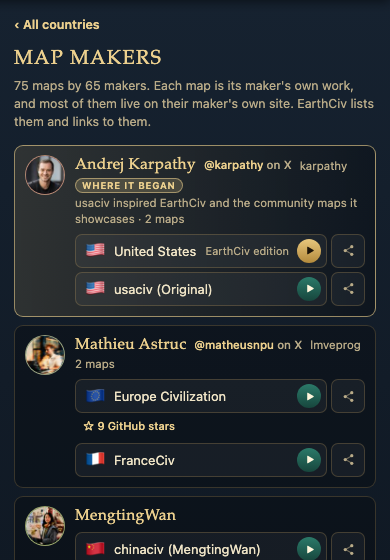 ‹ All countries
MAP MAKERS
75 maps by 65 makers. Each map is its maker's own work,
and most of them live on their maker's own site. EarthCiv lists
them and links to them.
Andrej Karpathy @karpathy on X karpathy
WHERE IT BEGAN
usaciv inspired EarthCiv and the community maps it
showcases · 2 maps
United States EarthCiv edition
usaciv (Original)
Mathieu Astruc @matheusnpu on X lmveprog
2 maps
Europe Civilization
☆ 9 GitHub stars
FranceCiv
MengtingWan
chinaciv (MengtingWan)